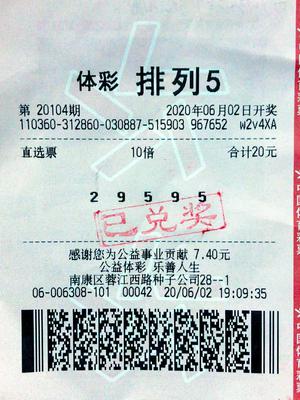 体彩 排列5
第 20104期 2020年06月02日开奖
110360-312860-030887-515903 967652 w2v4XA
直选票 10倍 合计20元
2 9 5 9 5
已兑奖
感谢您为公益事业贡献 7.40元
公益体彩 乐善人生
南康区蓉江西路种子公司28--1
06-006308-101 00042 20/06/02 19:09:35